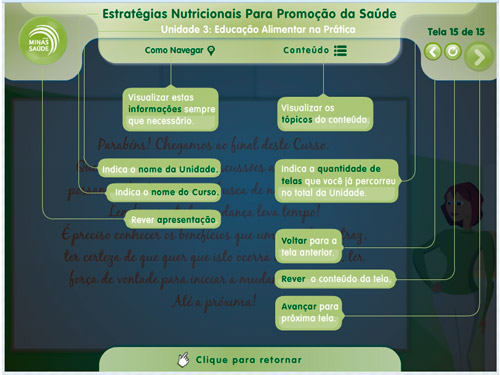 Estratégias Nutricionais Para Promoção da Saúde
Unidade 3: Educação Alimentar na Prática
Tela 15 de 15
MINAS
SAÚDE
Como Navegar
Conteúdo
Visualizar estas
informações sempre
que necessário.
Visualizar os
tópicos do conteúdo.
Parabéns! Chegamos ao final deste Curso.
Indica o nome da Unidade.
Indica o nome do Curso.
Rever apresentação
Indica a quantidade de
telas que você já percorreu
no total da Unidade.
Voltar para a
tela anterior.
Rever o conteúdo da tela.
Avançar para
próxima tela.
leva tempo!
É preciso conhecer os benefícios que
ter certeza de que quer que isto ocorra
força de vontade para iniciar a
Até a próxima!
Clique para retornar